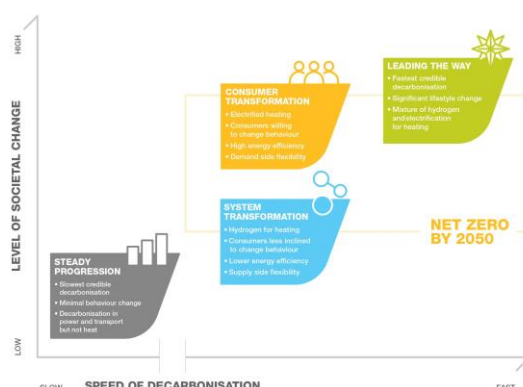 HIGH
LEVEL OF SOCIETAL CHANGE
LOW
CONSUMER
TRANSFORMATION
• Electrified heating
• Consumers willing
to change behaviour
• High energy efficiency
• Demand side flexibility
LEADING THE WAY
• Fastest credible
decarbonisation
• Significant lifestyle change
• Mixture of hydrogen
and electrification
for heating
SYSTEM
TRANSFORMATION
• Hydrogen for heating
• Consumers less inclined
to change behaviour
• Lower energy efficiency
• Supply side flexibility
NET ZERO
BY 2050
STEADY
PROGRESSION
• Slowest credible
decarbonisation
• Minimal behaviour change
• Decarbonisation in
power and transport
but not heat
SLOW
SPEED OF DECARBONISATION
FAST